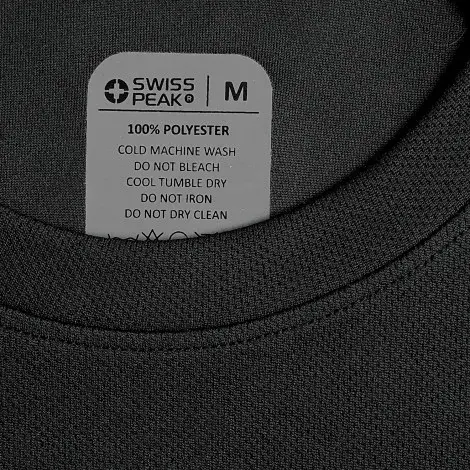 SWISS
PEAK® | M
100% POLYESTER
COLD MACHINE WASH
DO NOT BLEACH
COOL TUMBLE DRY
DO NOT IRON
DO NOT DRY CLEAN